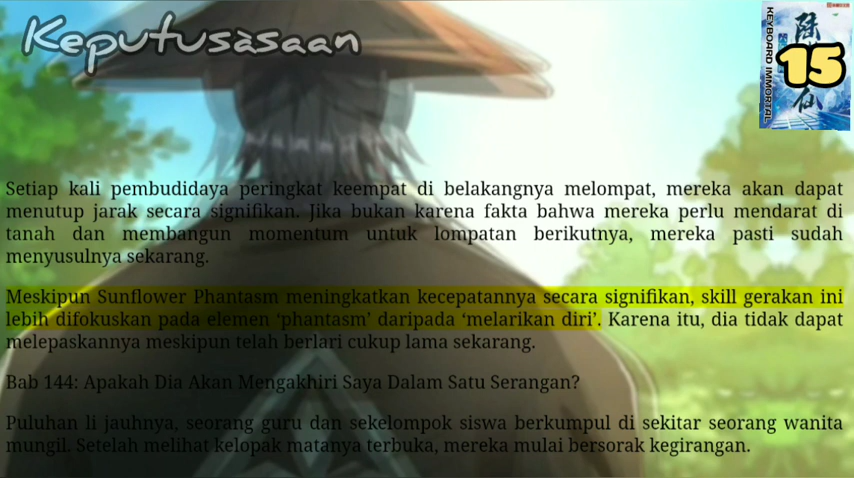 Keputusàsaan
KEYBOARD IMMORTAL
15
Setiap kali pembudidaya peringkat keempat di belakangnya melompat, mereka akan dapat
menutup jarak secara signifikan. Jika bukan karena fakta bahwa mereka perlu mendarat di
tanah dan membangun momentum untuk lompatan berikutnya, mereka pasti sudah
menyusulnya sekarang.
Meskipun Sunflower Phantasm meningkatkan kecepatannya secara signifikan, skill gerakan ini
lebih difokuskan pada elemen ‘phantasm’ daripada ‘melarikan diri’. Karena itu, dia tidak dapat
melepaskannya meskipun telah berlari cukup lama sekarang.
Bab 144: Apakah Dia Akan Mengakhiri Saya Dalam Satu Serangan?
Puluhan li jauhnya, seorang guru dan sekelompok siswa berkumpul di sekitar seorang wanita
mungil. Setelah melihat kelopak matanya terbuka, mereka mulai bersorak kegirangan.